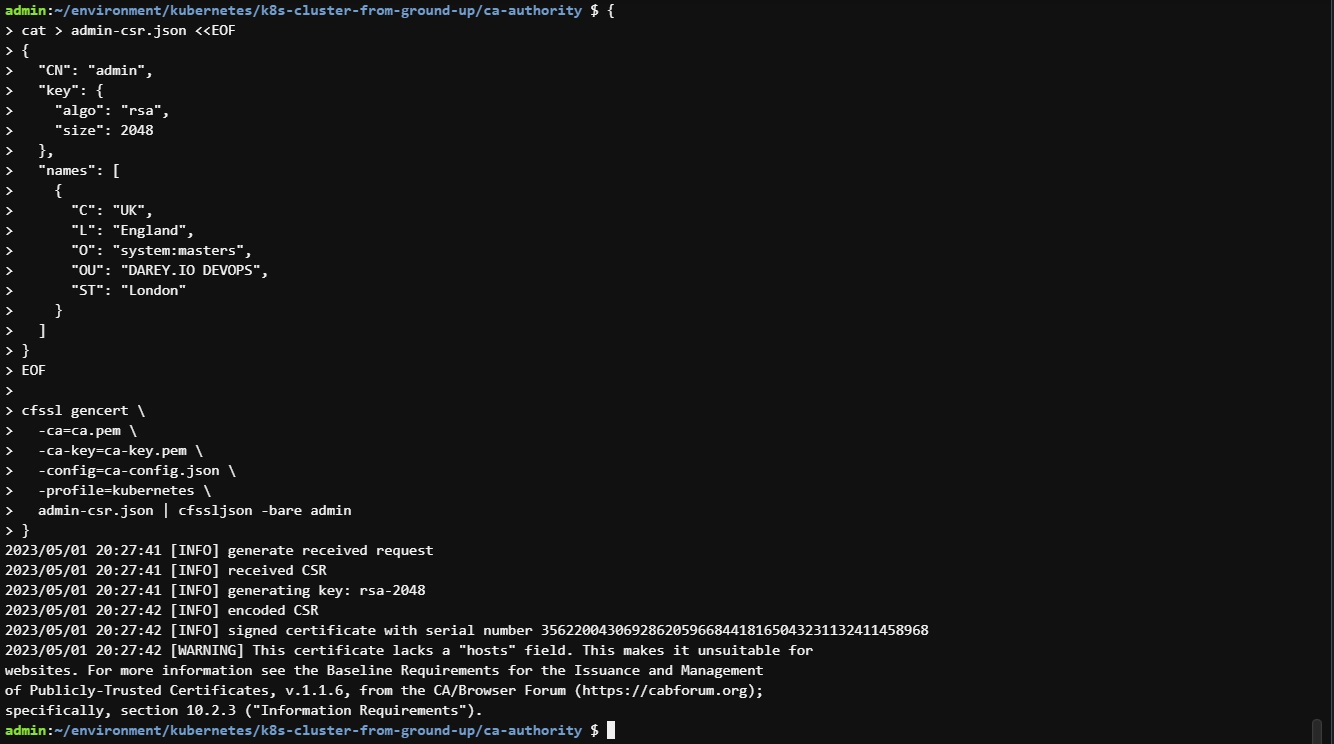 admin:~/environment/kubernetes/k8s-cluster-from-ground-up/ca-authority $ {
> cat > admin-csr.json <<EOF
> {
>   "CN": "admin",
>   "key": {
>     "algo": "rsa",
>     "size": 2048
>   },
>   "names": [
>     {
>       "C": "UK",
>       "L": "England",
>       "O": "system:masters",
>       "OU": "DAREY.IO DEVOPS",
>       "ST": "London"
>     }
>   ]
> }
> EOF
>
> cfssl gencert \
>   -ca=ca.pem \
>   -ca-key=ca-key.pem \
>   -config=ca-config.json \
>   -profile=kubernetes \
>   admin-csr.json | cfssljson -bare admin
> }
2023/05/01 20:27:41 [INFO] generate received request
2023/05/01 20:27:41 [INFO] received CSR
2023/05/01 20:27:41 [INFO] generating key: rsa-2048
2023/05/01 20:27:42 [INFO] encoded CSR
2023/05/01 20:27:42 [INFO] signed certificate with serial number 356220043069286205966844181650432311132411458968
2023/05/01 20:27:42 [WARNING] This certificate lacks a "hosts" field. This makes it unsuitable for
websites. For more information see the Baseline Requirements for the Issuance and Management
of Publicly-Trusted Certificates, v.1.1.6, from the CA/Browser Forum (https://cabforum.org);
specifically, section 10.2.3 ("Information Requirements").
admin:~/environment/kubernetes/k8s-cluster-from-ground-up/ca-authority $